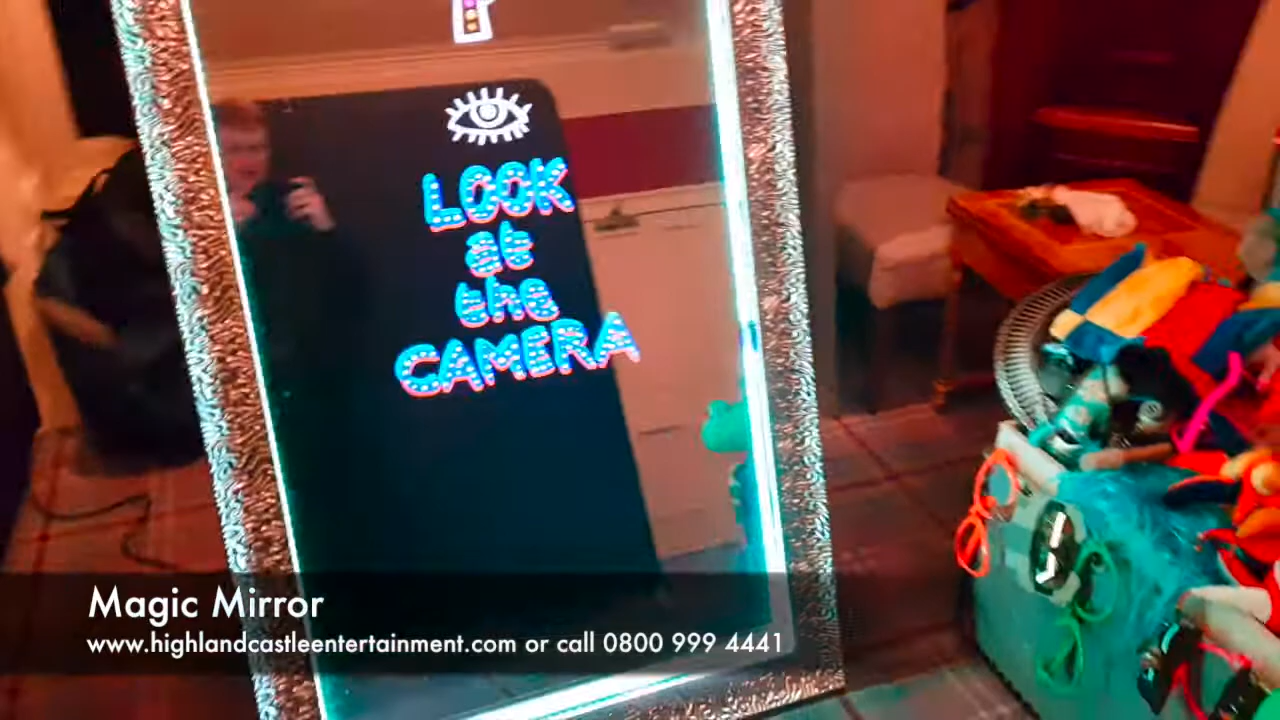 LOOK
at
the
CAMERA
Magic Mirror
www.highlandcastleentertainment.com or call 0800 999 4441